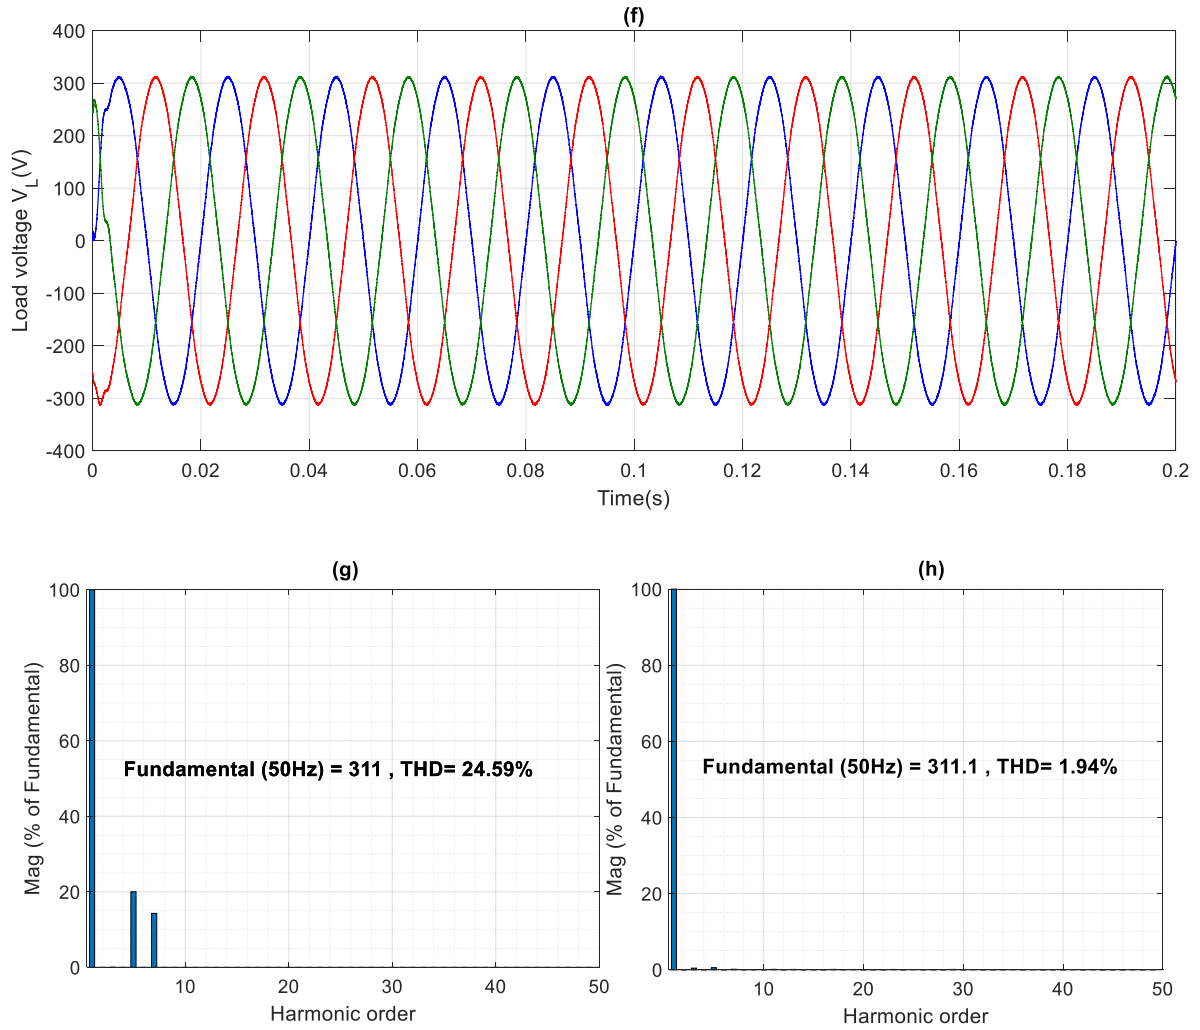 (f)
400
300
200
100
0
-100
-200
-300
-400
Load voltage V_L(V)
0 0.02 0.04 0.06 0.08 0.1 0.12 0.14 0.16 0.18 0.2
Time(s)
(g)
100
80
60
40
20
0
Mag (% of Fundamental)
Fundamental (50Hz) = 311 , THD= 24.59%
10 20 30 40 50
Harmonic order
(h)
100
80
60
40
20
0
Mag (% of Fundamental)
Fundamental (50Hz) = 311.1 , THD= 1.94%
10 20 30 40 50
Harmonic order